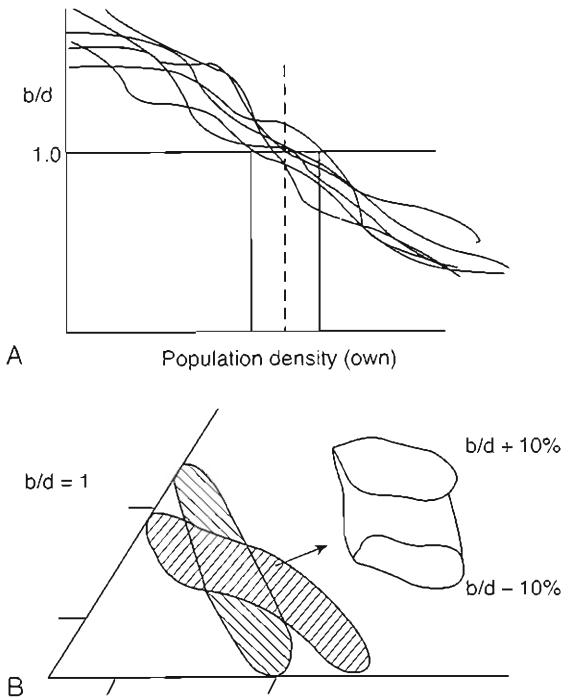 b/d
1.0
A
Population density (own)
b/d = 1
b/d + 10%
b/d − 10%
B